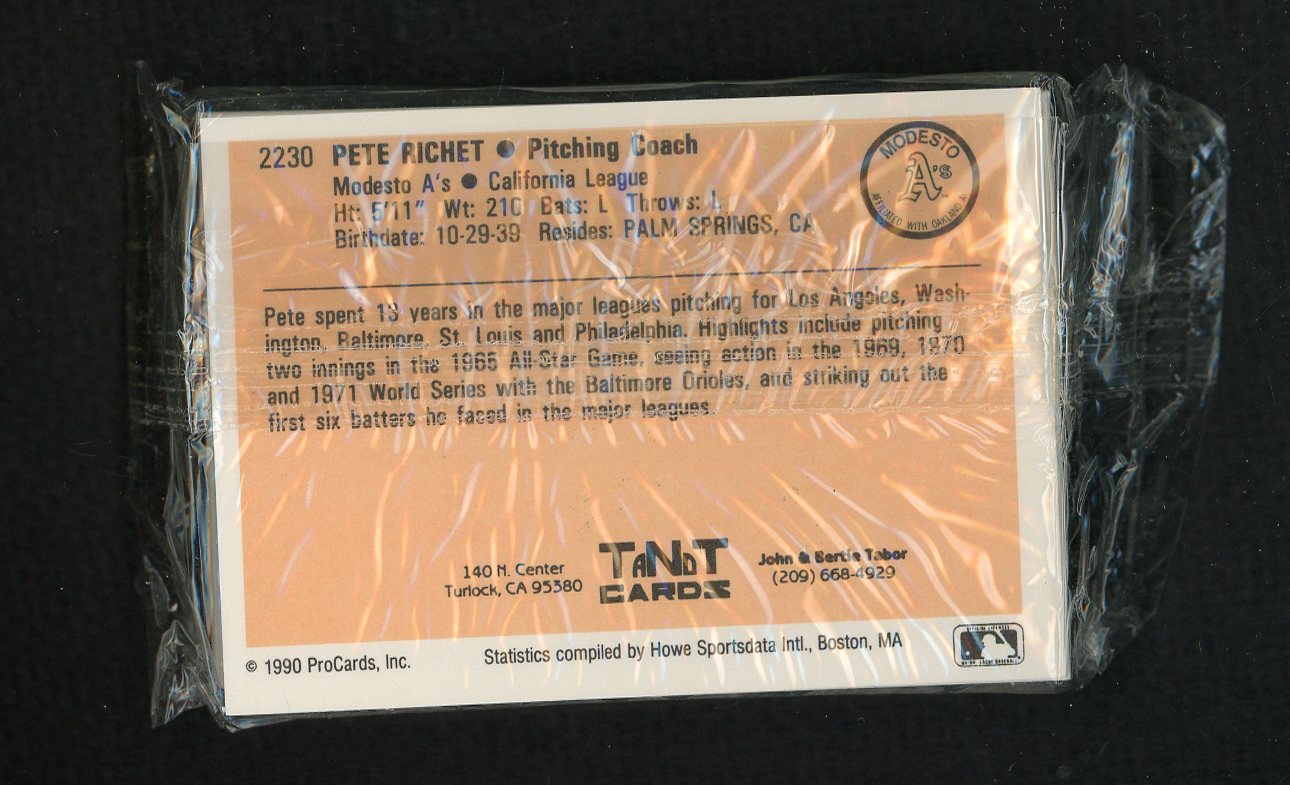 2230 PETE RICHET ● Pitching Coach
Modesto A's ● California League
Ht: 5'11" Wt: 210 Bats: L Throws: L
Birthdate: 10-29-39 Resides: PALM SPRINGS, CA
MODESTO
A's
AFFILIATED WITH OAKLAND A's
Pete spent 13 years in the major leagues pitching for Los Angeles, Wash-
ington, Baltimore, St. Louis and Philadelphia. Highlights include pitching
two innings in the 1965 All-Star Game, seeing action in the 1969, 1970
and 1971 World Series with the Baltimore Orioles, and striking out the
first six batters he faced in the major leagues.
140 N. Center
Turlock, CA 95380
TANDT
CARDS
John & Bertie Tabor
(209) 668-4929
© 1990 ProCards, Inc.
Statistics compiled by Howe Sportsdata Intl., Boston, MA